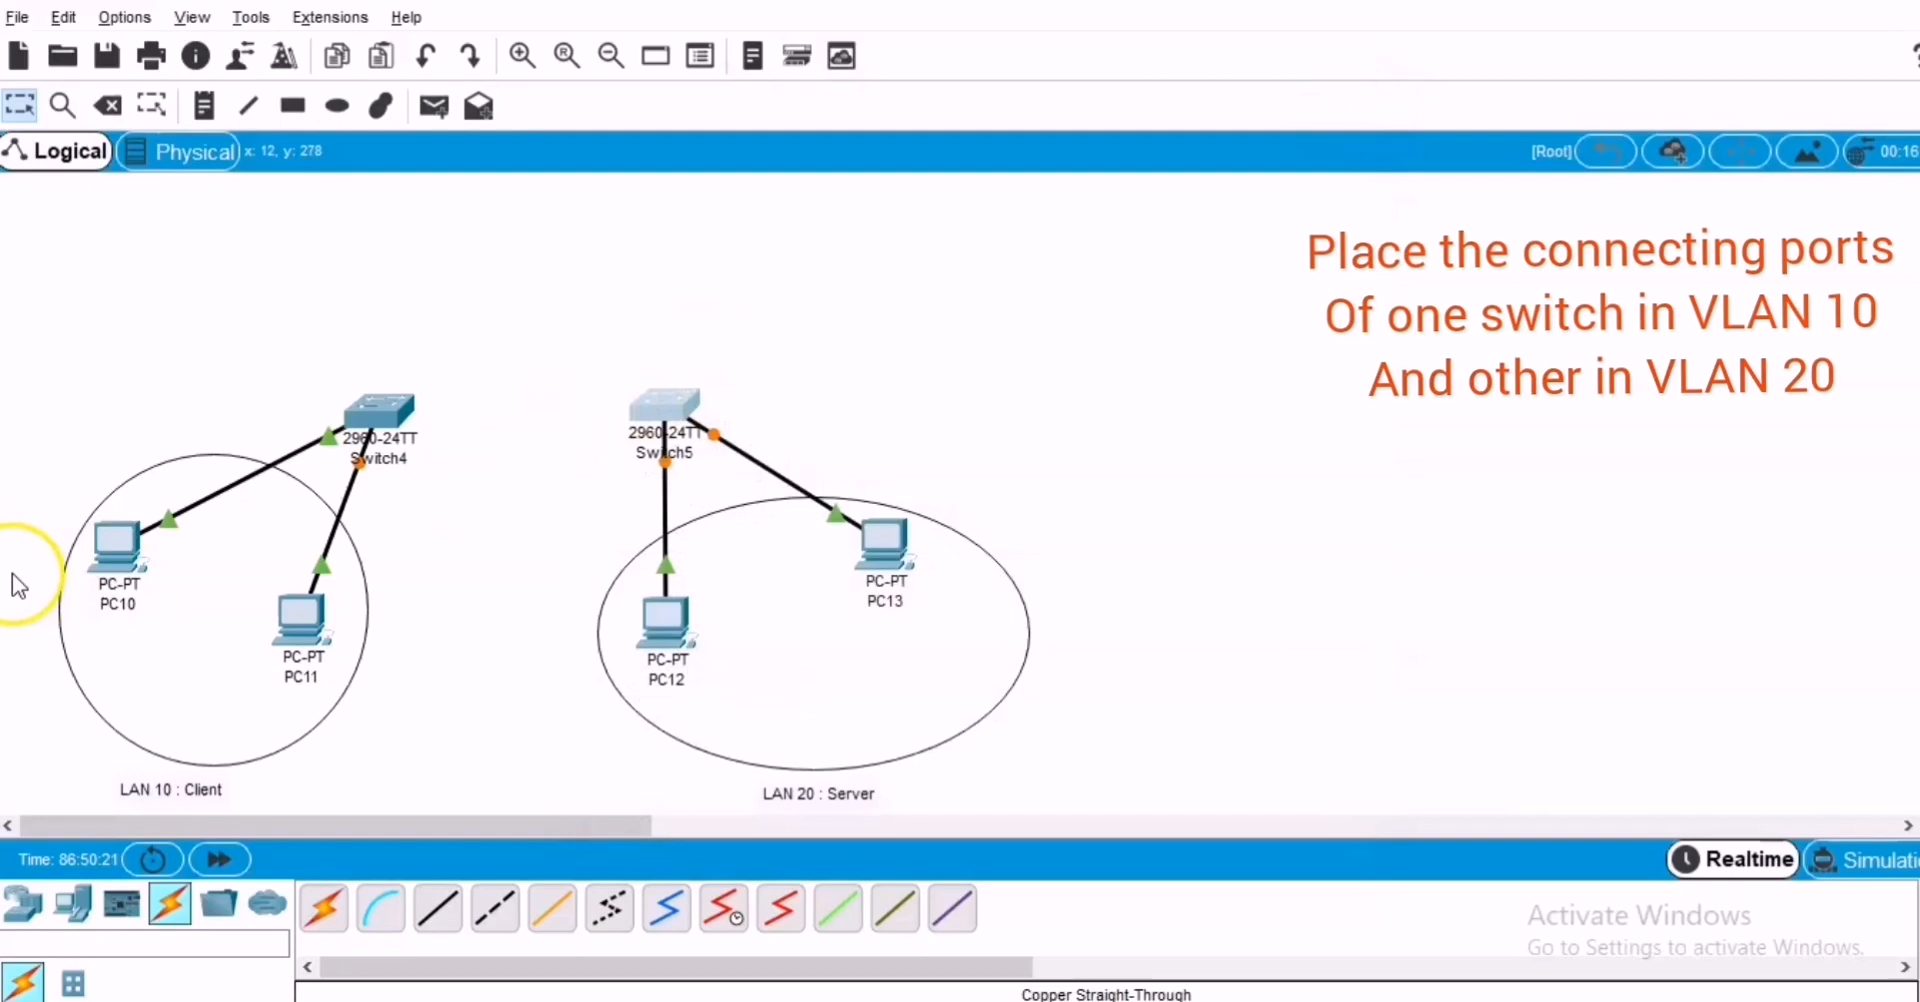 File Edit Options View Tools Extensions Help
R
Logical Physical x: 12, y: 278 [Root] 00:16
Place the connecting ports
Of one switch in VLAN 10
And other in VLAN 20
2960-24TT
Switch4
2960-24TT
Switch5
PC-PT
PC10
PC-PT
PC11
PC-PT
PC12
PC-PT
PC13
LAN 10 : Client
LAN 20 : Server
Time: 86:50:21 Realtime Simulati
Activate Windows
Go to Settings to activate Windows.
Copper Straight-Through